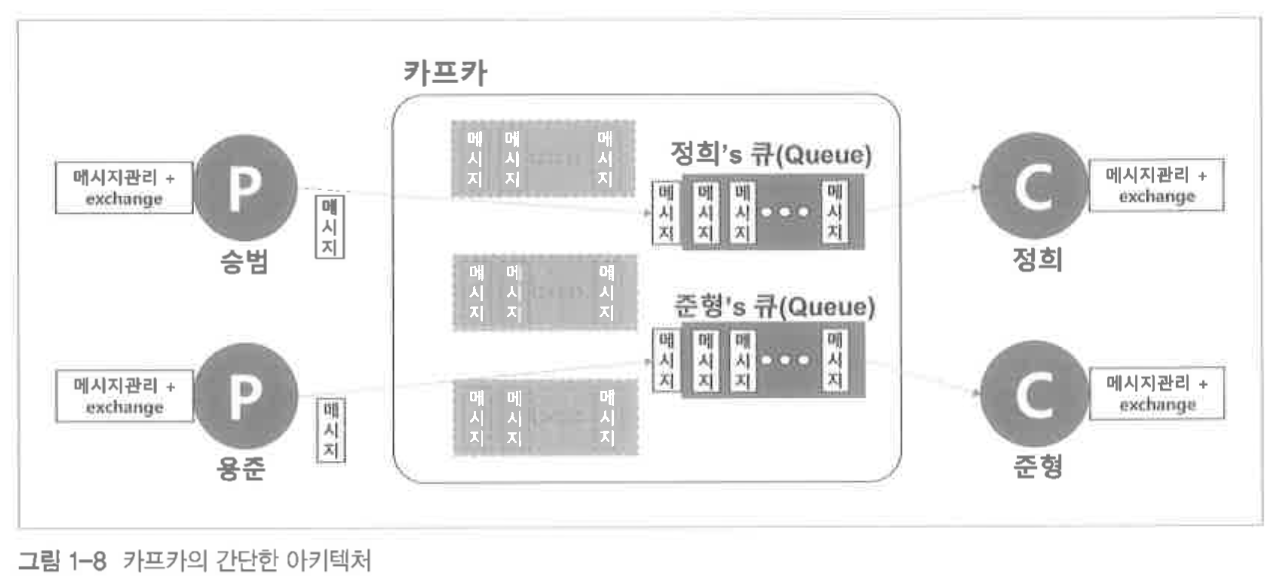 카프카
메시지관리 +
exchange
P
승범
메시지
메시지
메시지
메시지
정희's 큐(Queue)
메시지
메시지
메시지
메시지
C
메시지관리 +
exchange
정희
메시지
메시지
메시지
메시지관리 +
exchange
P
용준
메시지
준형's 큐(Queue)
메시지
메시지
메시지
메시지
C
메시지관리 +
exchange
준형
메시지
메시지
메시지
그림 1-8 카프카의 간단한 아키텍처